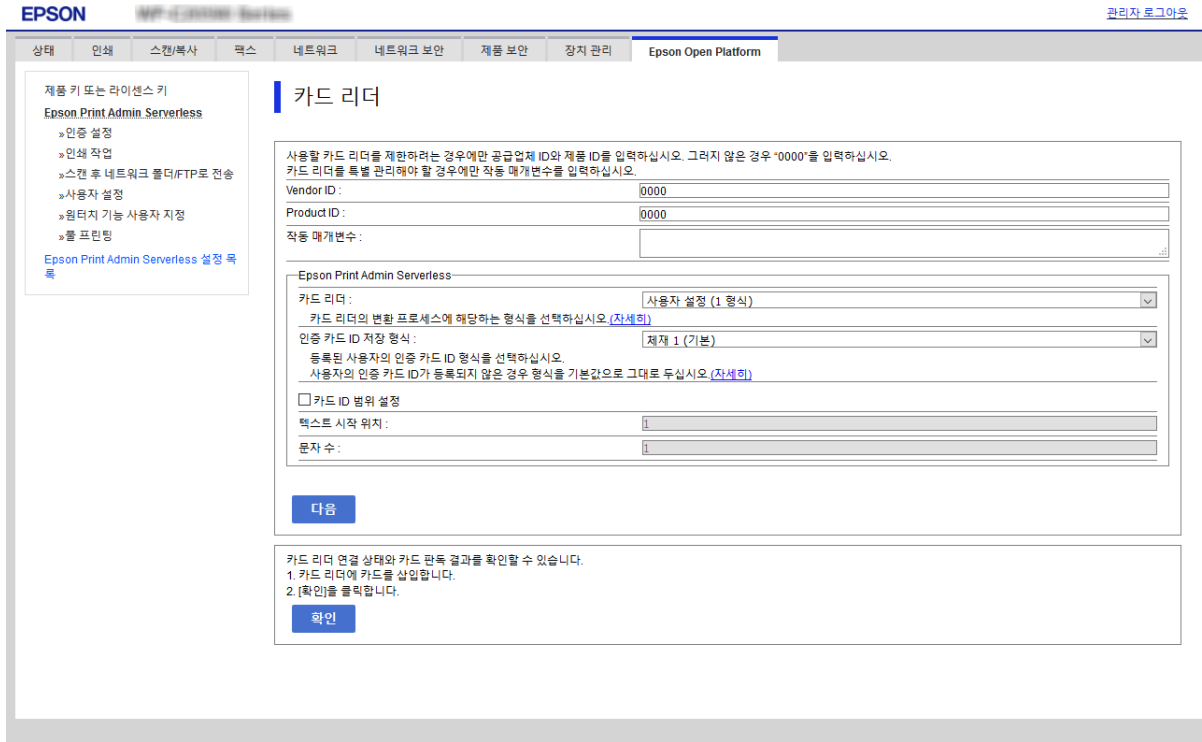 EPSON
관리자 로그아웃
상태 인쇄 스캔/복사 팩스 네트워크 네트워크 보안 제품 보안 장치 관리 Epson Open Platform
제품 키 또는 라이센스 키
Epson Print Admin Serverless
»인증 설정
»인쇄 작업
»스캔 후 네트워크 폴더/FTP로 전송
»사용자 설정
»원터치 기능 사용자 지정
»풀 프린팅
Epson Print Admin Serverless 설정 목
록
카드 리더
사용할 카드 리더를 제한하려는 경우에만 공급업체 ID와 제품 ID를 입력하십시오. 그러지 않은 경우 “0000”을 입력하십시오.
카드 리더를 특별 관리해야 할 경우에만 작동 매개변수를 입력하십시오.
Vendor ID : 0000
Product ID : 0000
작동 매개변수 :
Epson Print Admin Serverless
카드 리더 : 사용자 설정 (1 형식)
카드 리더의 변환 프로세스에 해당하는 형식을 선택하십시오.(자세히)
인증 카드 ID 저장 형식 : 체재 1 (기본)
등록된 사용자의 인증 카드 ID 형식을 선택하십시오.
사용자의 인증 카드 ID가 등록되지 않은 경우 형식을 기본값으로 그대로 두십시오.(자세히)
카드 ID 범위 설정
텍스트 시작 위치 : 1
문자 수 : 1
다음
카드 리더 연결 상태와 카드 판독 결과를 확인할 수 있습니다.
1. 카드 리더에 카드를 삽입합니다.
2. [확인]을 클릭합니다.
확인